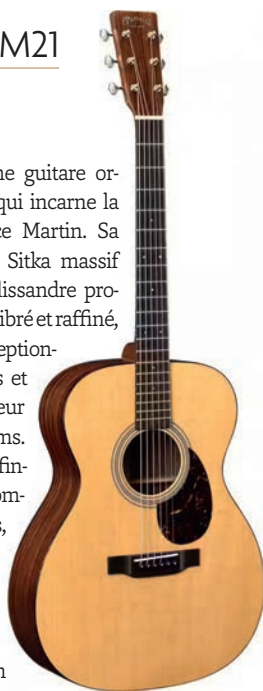 M21
ne guitare or-
qui incarne la
ce Martin. Sa
Sitka massif
lissandre pro-
ibré et raffiné,
eption-
s et
eur
ms.
fin-
om-
s,
n